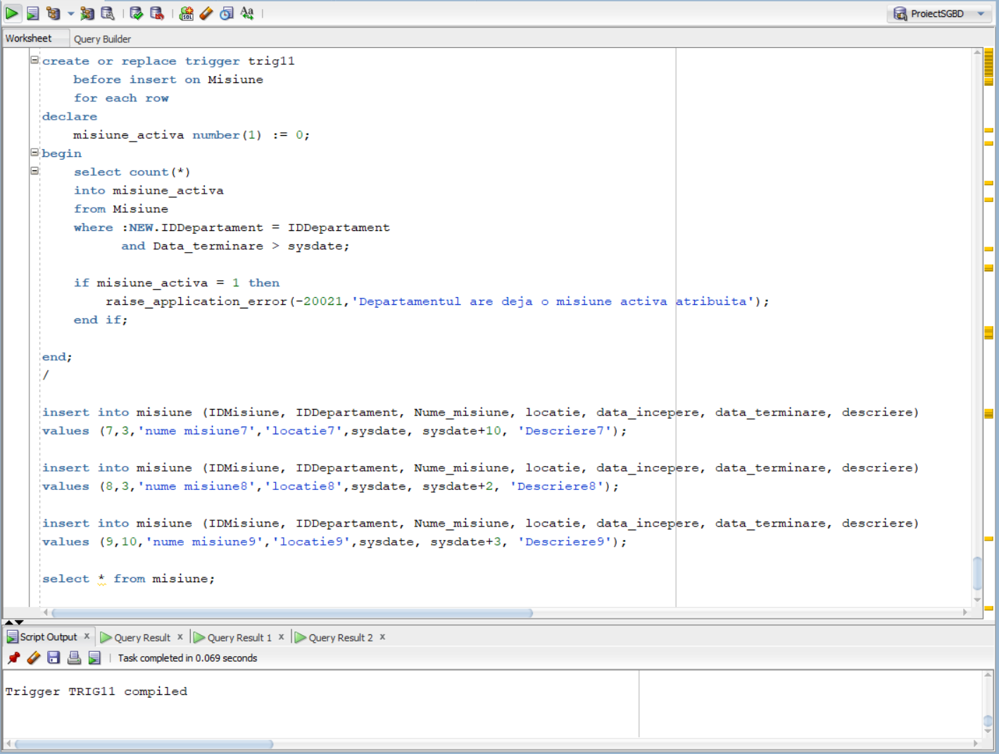 SQL
Aa
ProiectSGBD
Worksheet Query Builder
create or replace trigger trig11
before insert on Misiune
for each row
declare
misiune_activa number(1) := 0;
begin
select count(*)
into misiune_activa
from Misiune
where :NEW.IDDepartament = IDDepartament
and Data_terminare > sysdate;
if misiune_activa = 1 then
raise_application_error(-20021,'Departamentul are deja o misiune activa atribuita');
end if;
end;
/
insert into misiune (IDMisiune, IDDepartament, Nume_misiune, locatie, data_incepere, data_terminare, descriere)
values (7,3,'nume misiune7','locatie7',sysdate, sysdate+10, 'Descriere7');
insert into misiune (IDMisiune, IDDepartament, Nume_misiune, locatie, data_incepere, data_terminare, descriere)
values (8,3,'nume misiune8','locatie8',sysdate, sysdate+2, 'Descriere8');
insert into misiune (IDMisiune, IDDepartament, Nume_misiune, locatie, data_incepere, data_terminare, descriere)
values (9,10,'nume misiune9','locatie9',sysdate, sysdate+3, 'Descriere9');
select * from misiune;
Script Output x Query Result x Query Result 1 x Query Result 2 x
Task completed in 0.069 seconds
Trigger TRIG11 compiled